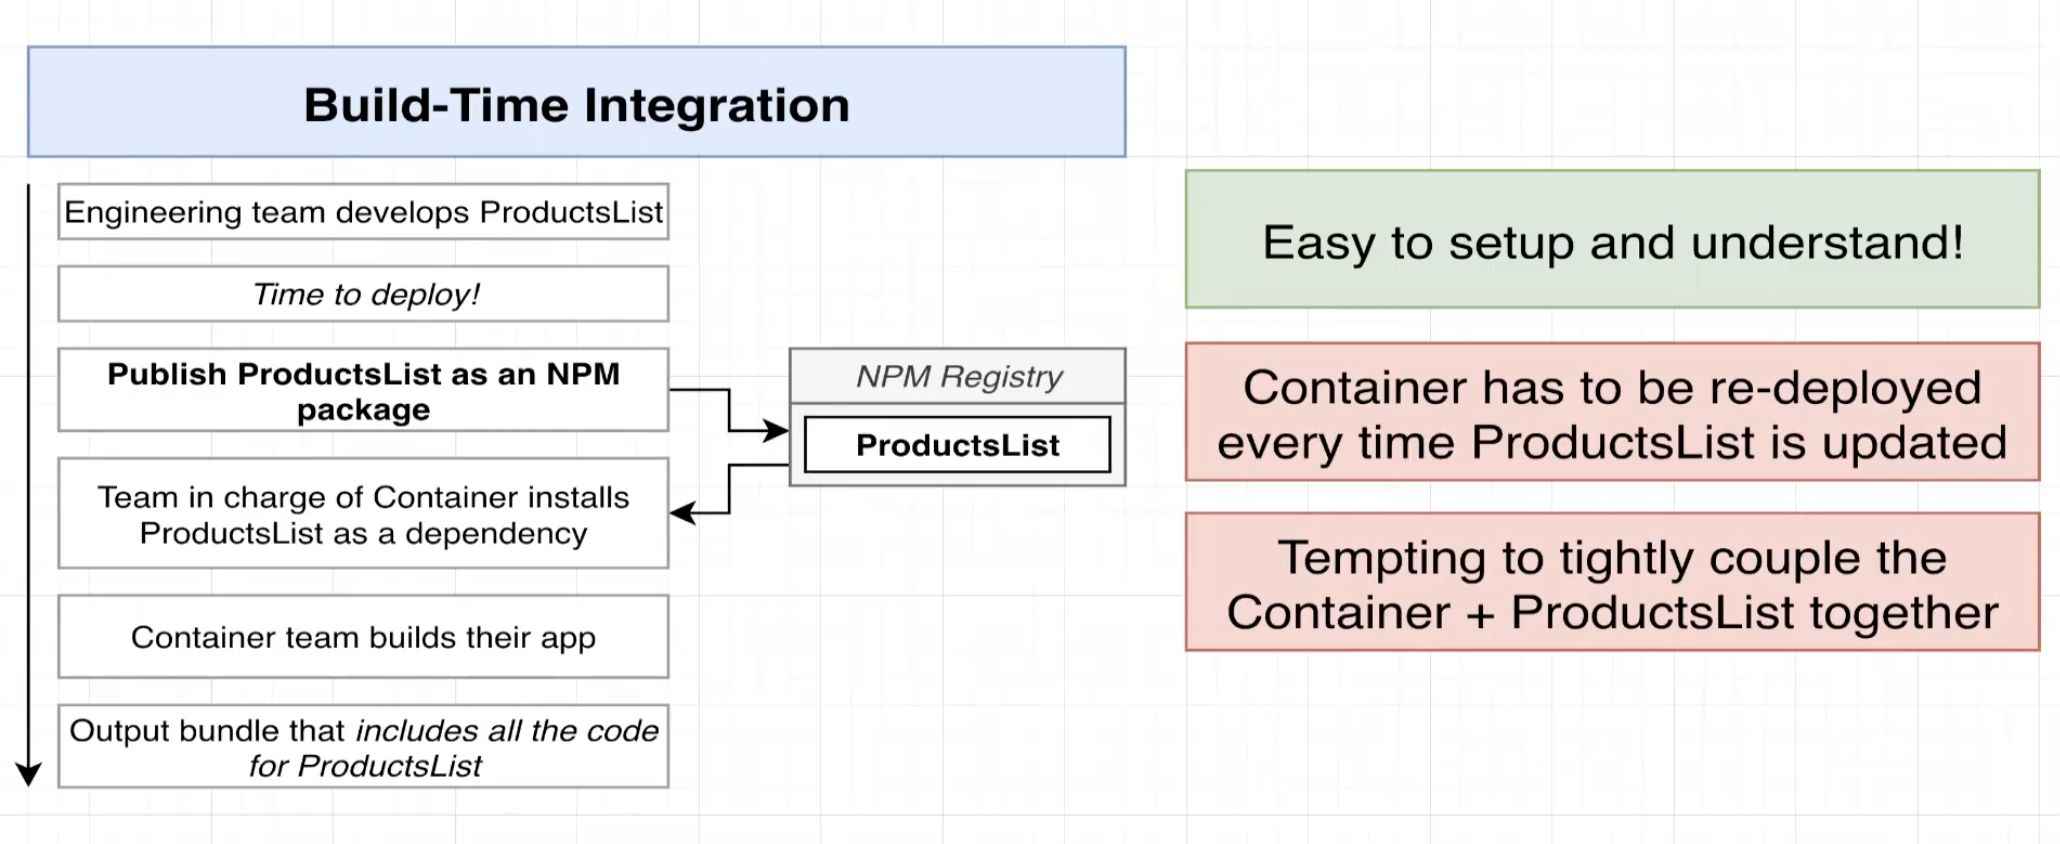 Build-Time Integration
Engineering team develops ProductsList
Time to deploy!
Publish ProductsList as an NPM
package
NPM Registry
ProductsList
Team in charge of Container installs
ProductsList as a dependency
Container team builds their app
Output bundle that includes all the code
for ProductsList
Easy to setup and understand!
Container has to be re-deployed
every time ProductsList is updated
Tempting to tightly couple the
Container + ProductsList together